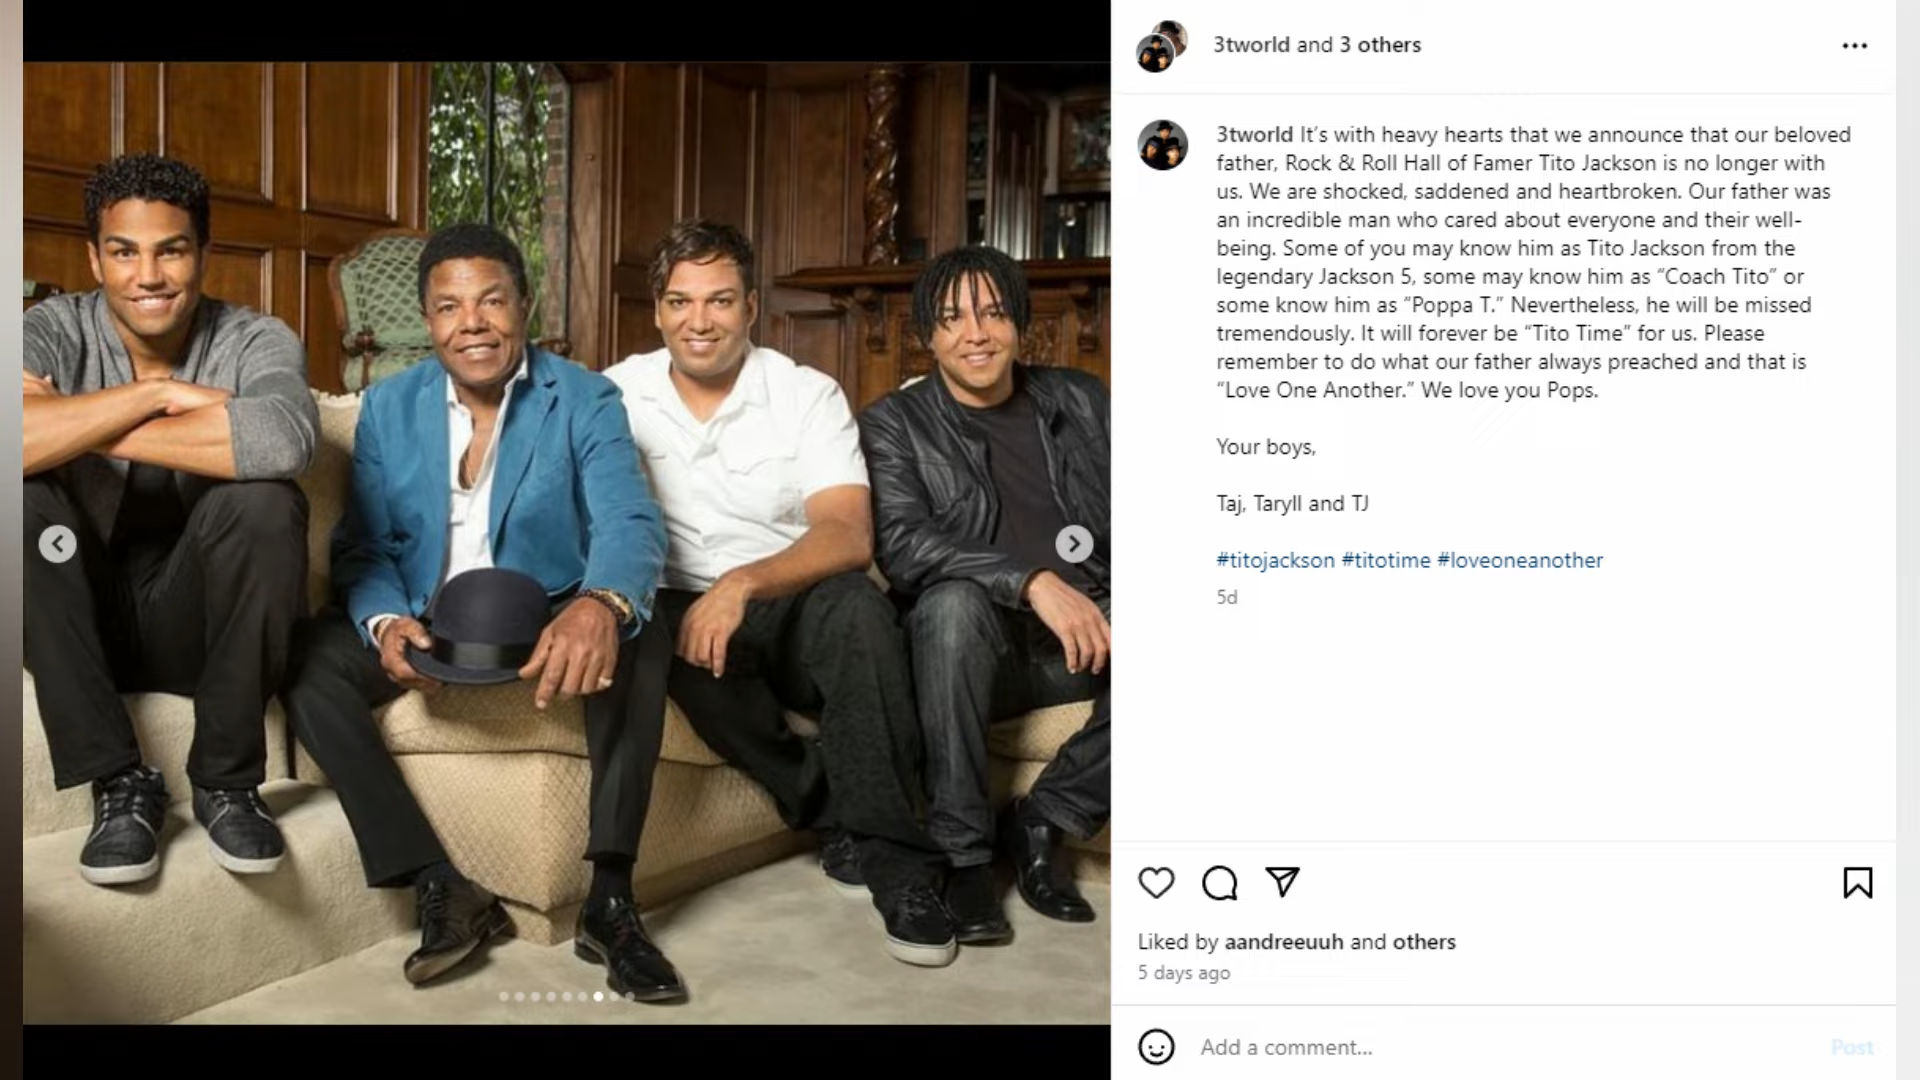 3tworld and 3 others
3tworld It’s with heavy hearts that we announce that our beloved
father, Rock & Roll Hall of Famer Tito Jackson is no longer with
us. We are shocked, saddened and heartbroken. Our father was
an incredible man who cared about everyone and their well-
being. Some of you may know him as Tito Jackson from the
legendary Jackson 5, some may know him as “Coach Tito” or
some know him as “Poppa T.” Nevertheless, he will be missed
tremendously. It will forever be “Tito Time” for us. Please
remember to do what our father always preached and that is
“Love One Another.” We love you Pops.
Your boys,
Taj, Taryll and TJ
#titojackson #titotime #loveoneanother
5d
Liked by aandreeuuh and others
5 days ago
Add a comment...
Post